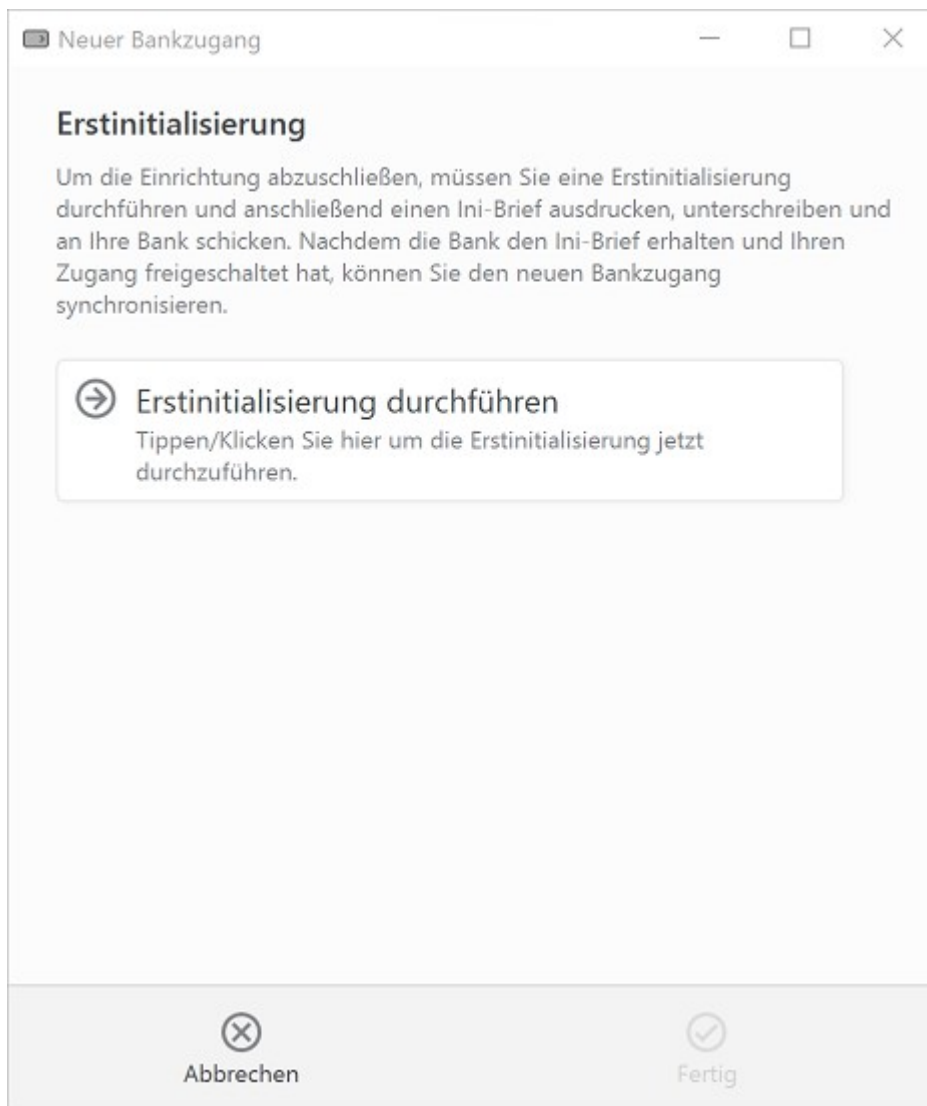 Neuer Bankzugang
Erstinitialisierung
Um die Einrichtung abzuschließen, müssen Sie eine Erstinitialisierung
durchführen und anschließend einen Ini-Brief ausdrucken, unterschreiben und
an Ihre Bank schicken. Nachdem die Bank den Ini-Brief erhalten und Ihren
Zugang freigeschaltet hat, können Sie den neuen Bankzugang
synchronisieren.
Erstinitialisierung durchführen
Tippen/Klicken Sie hier um die Erstinitialisierung jetzt
durchzuführen.
Abbrechen
Fertig